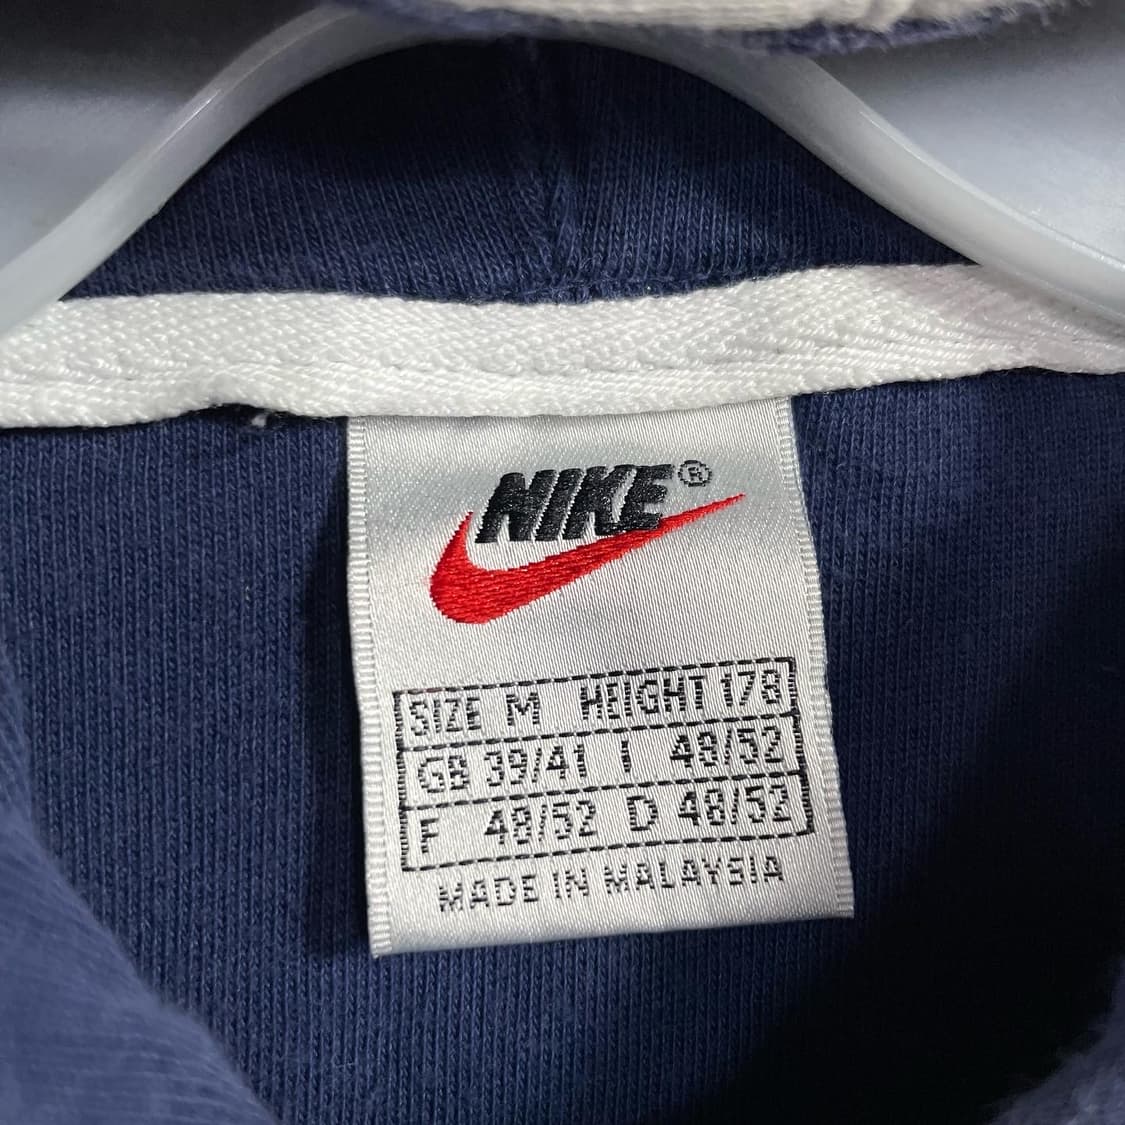 NIKE®
SIZE M HEIGHT 178
GB 39/41 I 48/52
F 48/52 D 48/52
MADE IN MALAYSIA